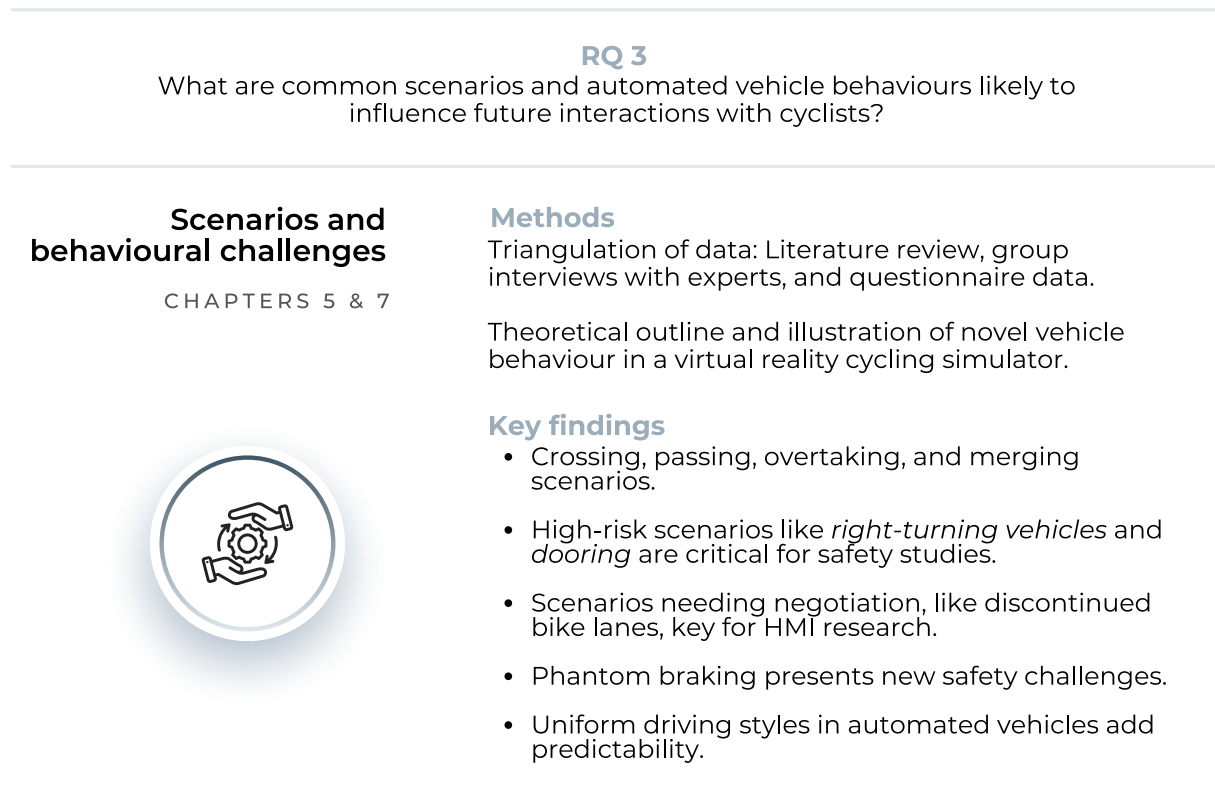 RQ 3
What are common scenarios and automated vehicle behaviours likely to
influence future interactions with cyclists?
Scenarios and
behavioural challenges
CHAPTERS 5 & 7
Methods
Triangulation of data: Literature review, group
interviews with experts, and questionnaire data.
Theoretical outline and illustration of novel vehicle
behaviour in a virtual reality cycling simulator.
Key findings
• Crossing, passing, overtaking, and merging
scenarios.
• High-risk scenarios like right-turning vehicles and
dooring are critical for safety studies.
• Scenarios needing negotiation, like discontinued
bike lanes, key for HMI research.
• Phantom braking presents new safety challenges.
• Uniform driving styles in automated vehicles add
predictability.